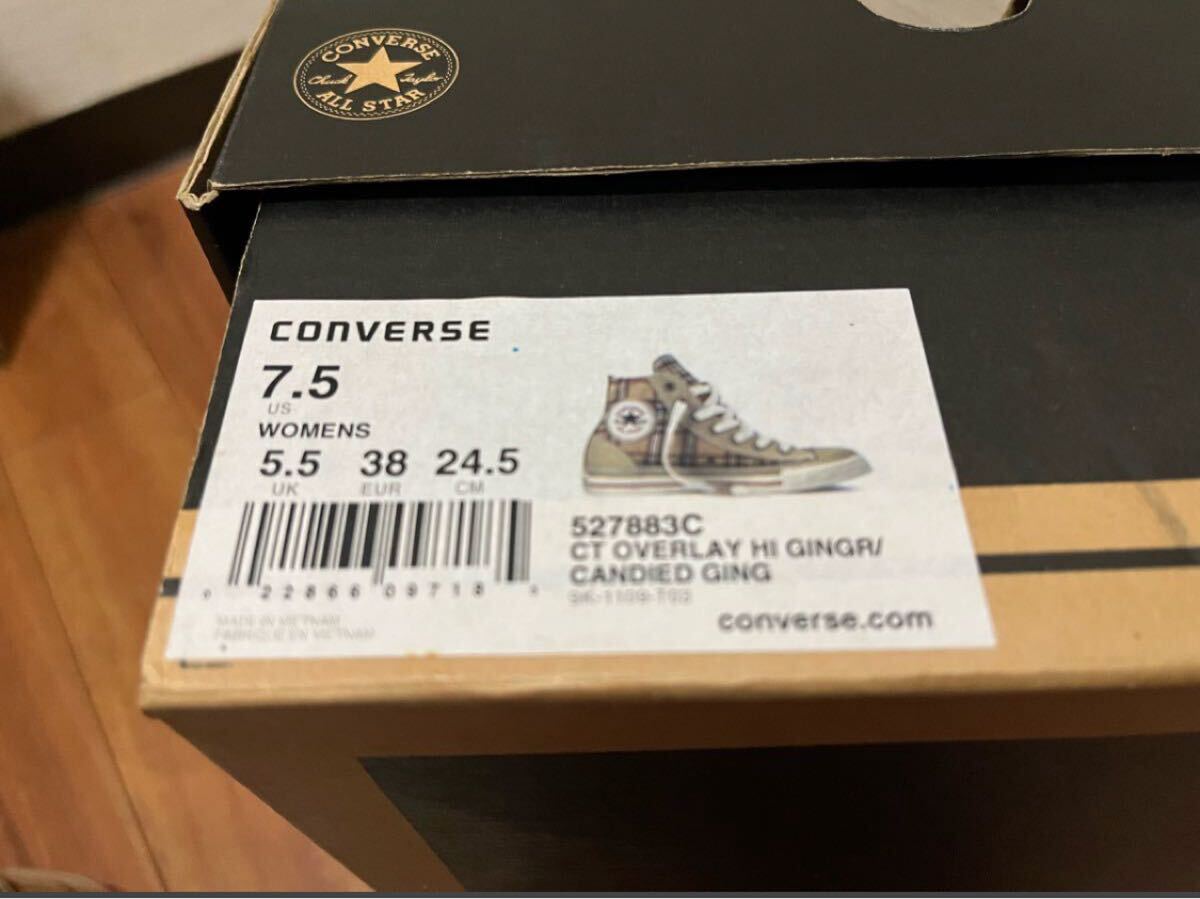 CONVERSE
Chuck Taylor
ALL STAR
CONVERSE
7.5
US
WOMENS
5.5 38 24.5
UK EUR CM
22866 09718
527883C
CT OVERLAY HI GINGR/
CANDIED GING
MADE IN VIETNAM
FABRIQUE EN VIETNAM
converse.com